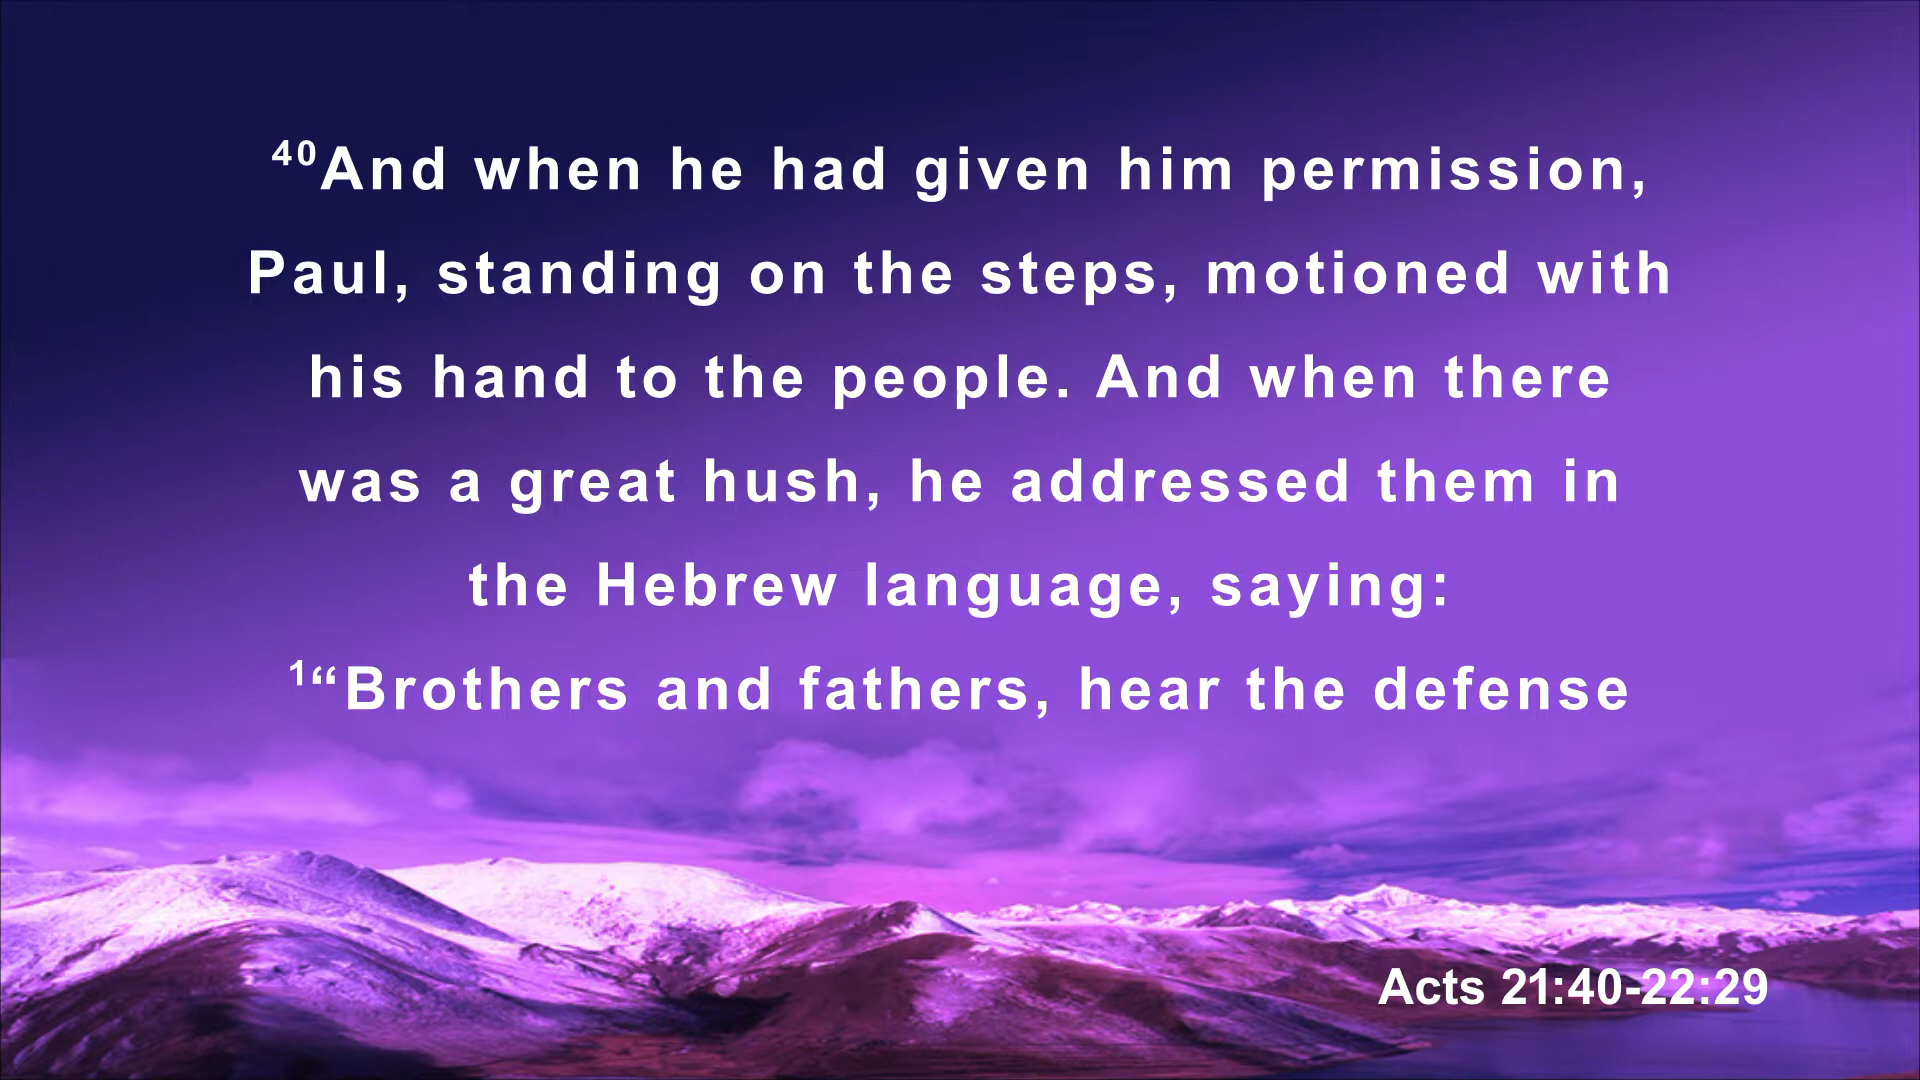 ⁴⁰And when he had given him permission,
Paul, standing on the steps, motioned with
his hand to the people. And when there
was a great hush, he addressed them in
the Hebrew language, saying:
¹“Brothers and fathers, hear the defense
Acts 21:40-22:29